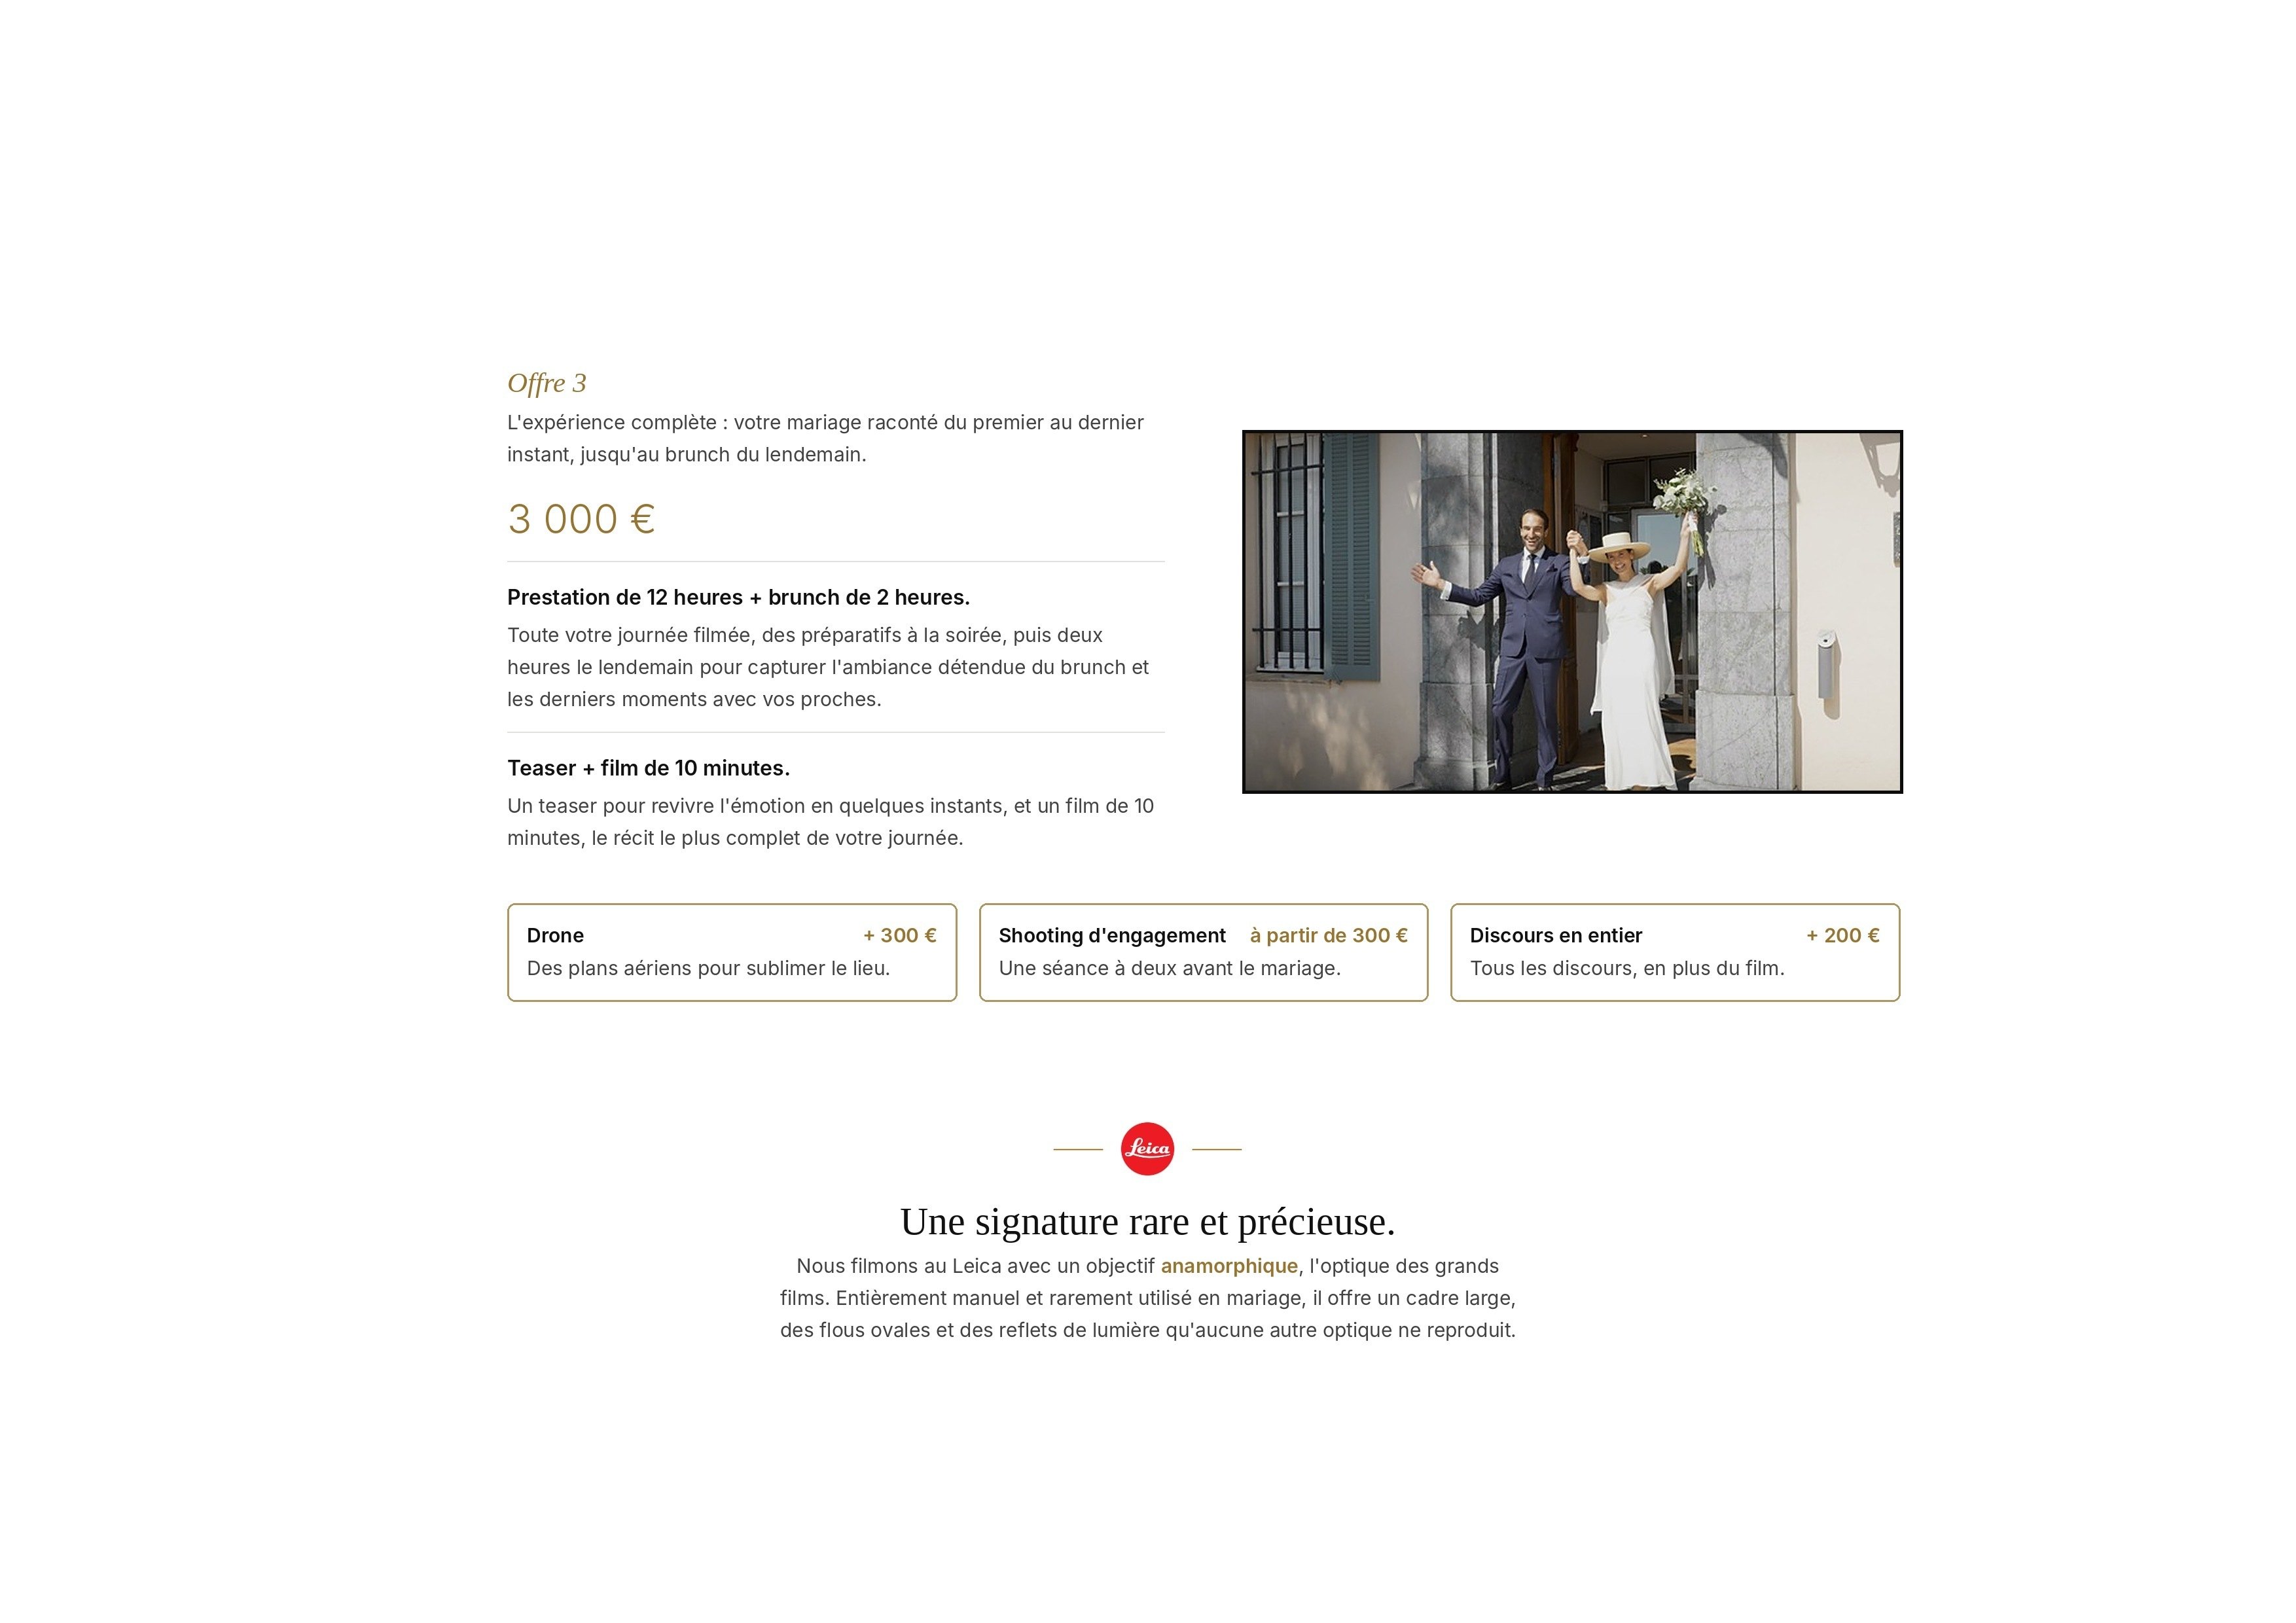 Offre 3
L'expérience complète : votre mariage raconté du premier au dernier
instant, jusqu'au brunch du lendemain.
3 000 €
Prestation de 12 heures + brunch de 2 heures.
Toute votre journée filmée, des préparatifs à la soirée, puis deux
heures le lendemain pour capturer l'ambiance détendue du brunch et
les derniers moments avec vos proches.
Teaser + film de 10 minutes.
Un teaser pour revivre l'émotion en quelques instants, et un film de 10
minutes, le récit le plus complet de votre journée.
Drone + 300 €
Des plans aériens pour sublimer le lieu.
Shooting d'engagement à partir de 300 €
Une séance à deux avant le mariage.
Discours en entier + 200 €
Tous les discours, en plus du film.
Leica
Une signature rare et précieuse.
Nous filmons au Leica avec un objectif anamorphique, l'optique des grands
films. Entièrement manuel et rarement utilisé en mariage, il offre un cadre large,
des flous ovales et des reflets de lumière qu'aucune autre optique ne reproduit.